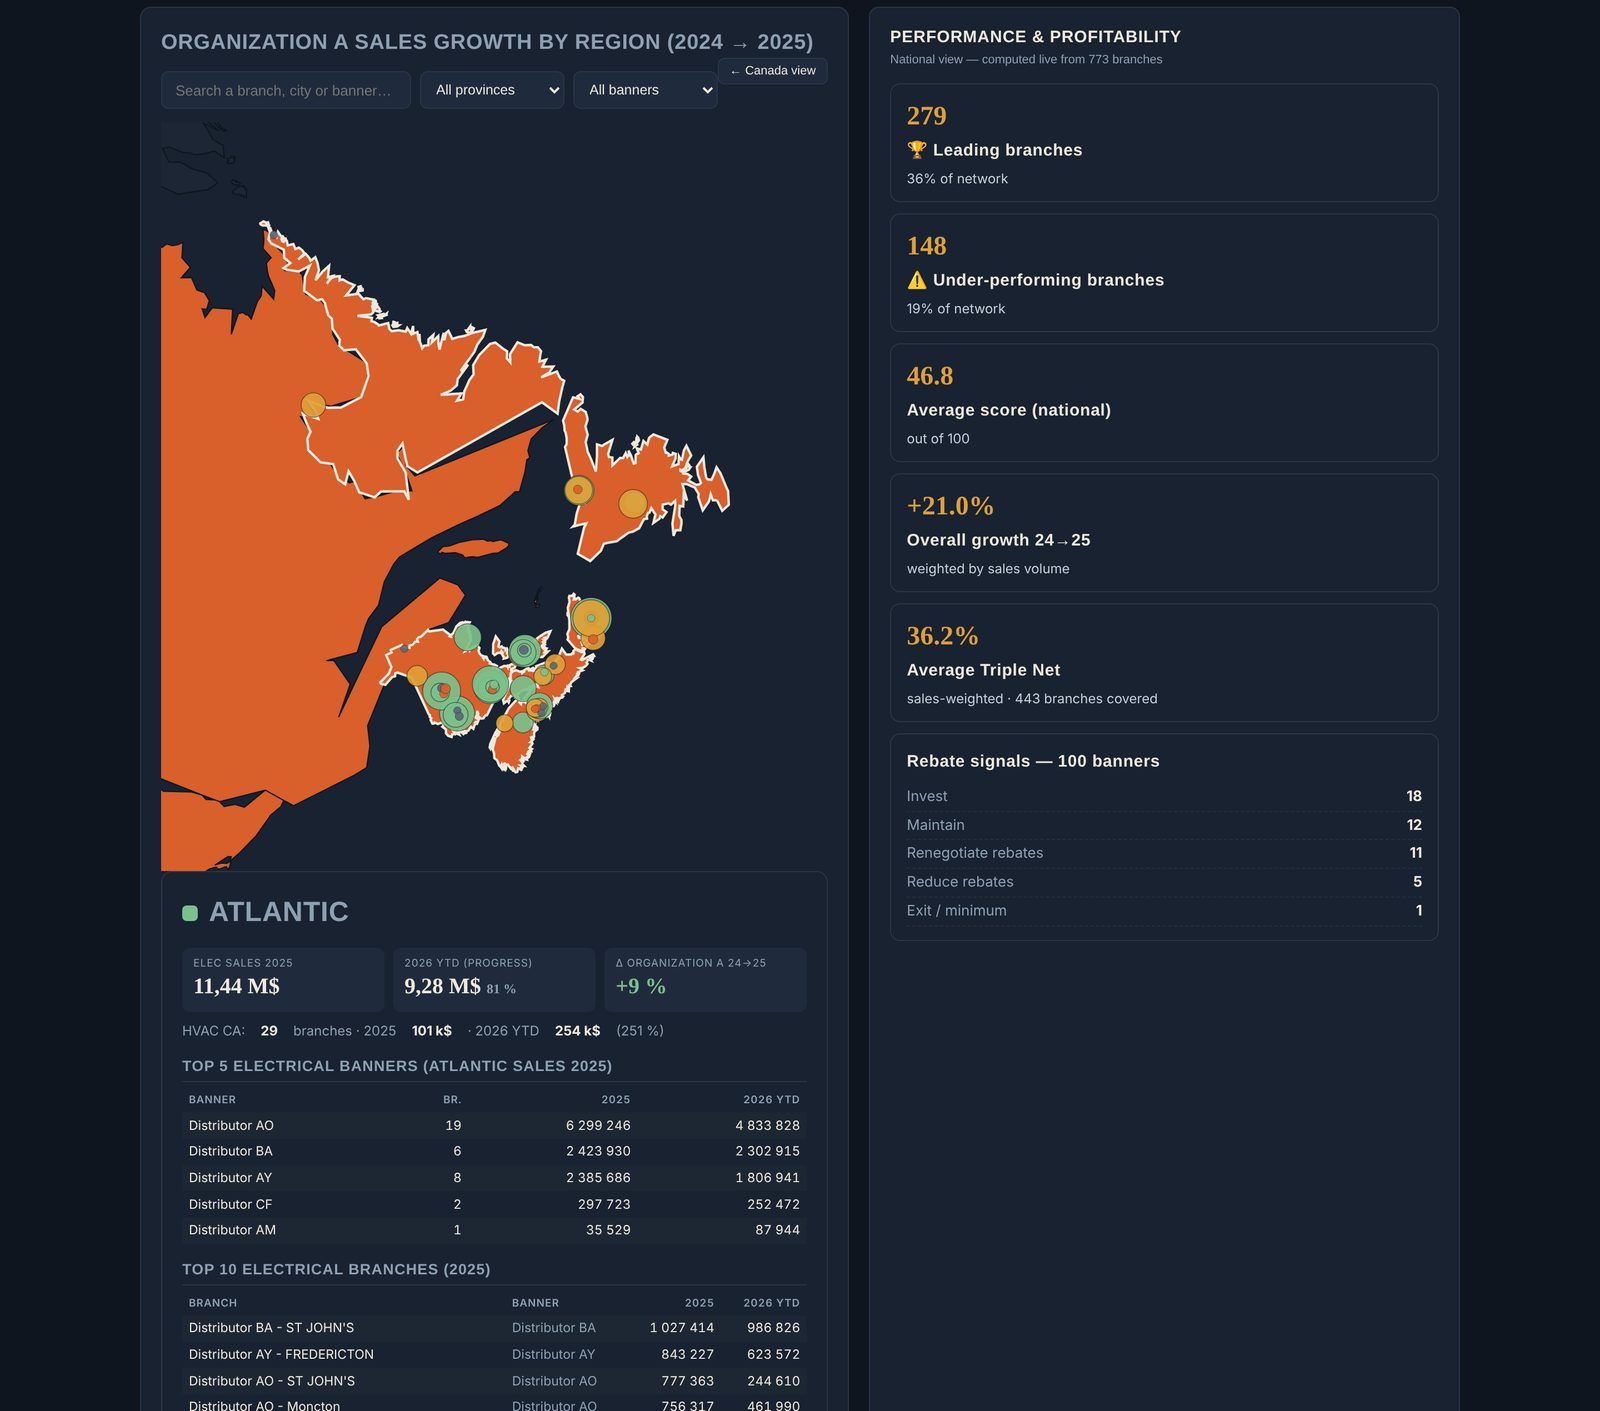 ORGANIZATION A SALES GROWTH BY REGION (2024 → 2025)
← Canada view
Search a branch, city or banner…
All provinces
All banners
ATLANTIC
ELEC SALES 2025
11,44 M$
2026 YTD (PROGRESS)
9,28 M$ 81 %
Δ ORGANIZATION A 24→25
+9 %
HVAC CA: 29 branches · 2025 101 k$ · 2026 YTD 254 k$ (251 %)
TOP 5 ELECTRICAL BANNERS (ATLANTIC SALES 2025)
BANNER BR. 2025 2026 YTD
Distributor AO 19 6 299 246 4 833 828
Distributor BA 6 2 423 930 2 302 915
Distributor AY 8 2 385 686 1 806 941
Distributor CF 2 297 723 252 472
Distributor AM 1 35 529 87 944
TOP 10 ELECTRICAL BRANCHES (2025)
BRANCH BANNER 2025 2026 YTD
Distributor BA - ST JOHN'S Distributor BA 1 027 414 986 826
Distributor AY - FREDERICTON Distributor AY 843 227 623 572
Distributor AO - ST JOHN'S Distributor AO 777 363 244 610
Distributor AO - Moncton Distributor AO 756 317 461 990
PERFORMANCE & PROFITABILITY
National view — computed live from 773 branches
279
🏆 Leading branches
36% of network
148
⚠️ Under-performing branches
19% of network
46.8
Average score (national)
out of 100
+21.0%
Overall growth 24→25
weighted by sales volume
36.2%
Average Triple Net
sales-weighted · 443 branches covered
Rebate signals — 100 banners
Invest 18
Maintain 12
Renegotiate rebates 11
Reduce rebates 5
Exit / minimum 1